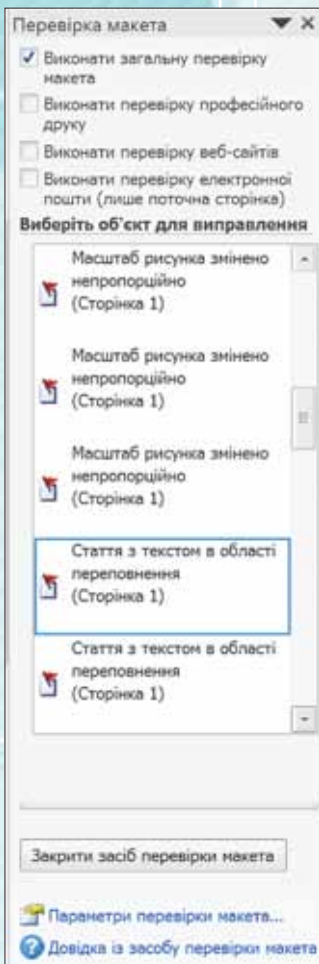 Перевірка макета
Виконати загальну перевірку
макета
Виконати перевірку професійного
друку
Виконати перевірку веб-сайтів
Виконати перевірку електронної
пошти (лише поточна сторінка)
Виберіть об'єкт для виправлення
Масштаб рисунка змінено
непропорційно
(Сторінка 1)
Масштаб рисунка змінено
непропорційно
(Сторінка 1)
Масштаб рисунка змінено
непропорційно
(Сторінка 1)
Стаття з текстом в області
переповнення
(Сторінка 1)
Стаття з текстом в області
переповнення
(Сторінка 1)
Закрити засіб перевірки макета
Параметри перевірки макета...
Довідка із засобу перевірки макета